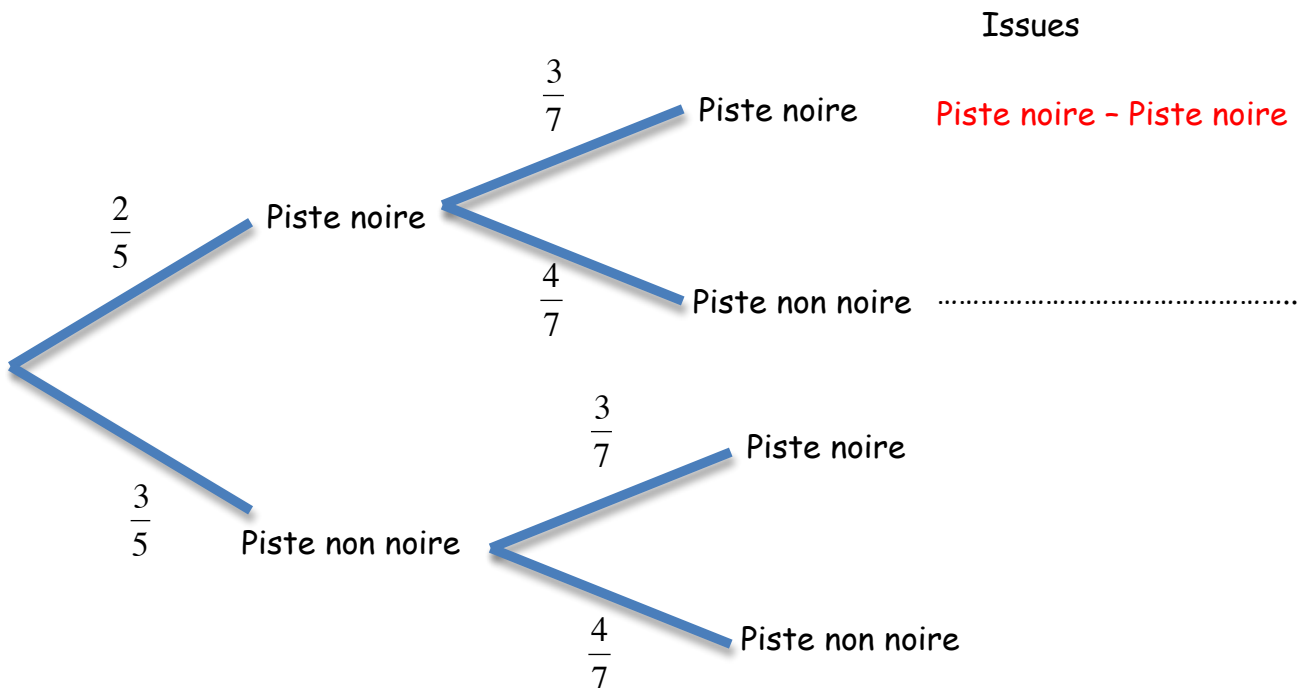 Issues
3/7
Piste noire
Piste noire – Piste noire
2/5
Piste noire
4/7
Piste non noire ……………………………………………..
3/7
Piste noire
3/5
Piste non noire
4/7
Piste non noire